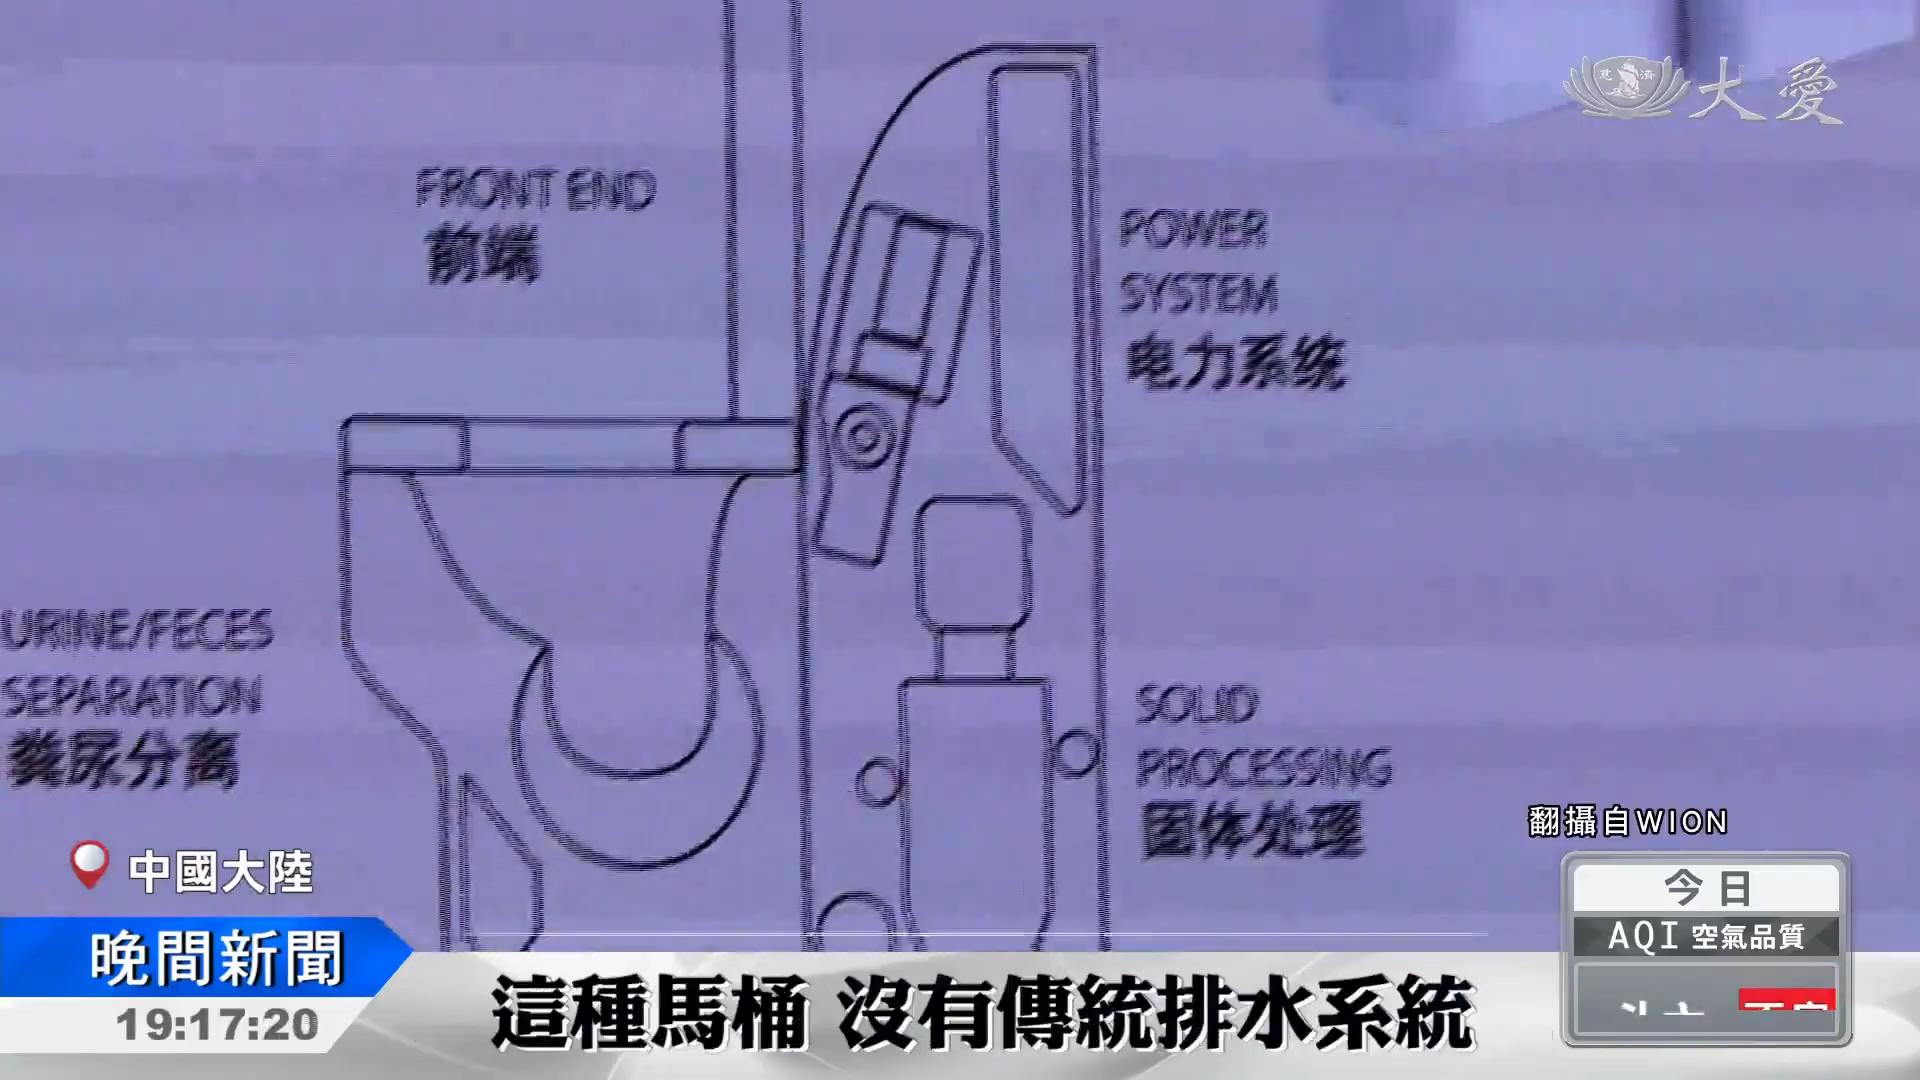 慈濟
大愛
FRONT END
前端
POWER
SYSTEM
电力系统
URINE/FECES
SEPARATION
粪尿分离
SOLID
PROCESSING
固体处理
翻攝自WION
中國大陸
今日
AQI 空氣品質
晚間新聞
19:17:20
這種馬桶 沒有傳統排水系統